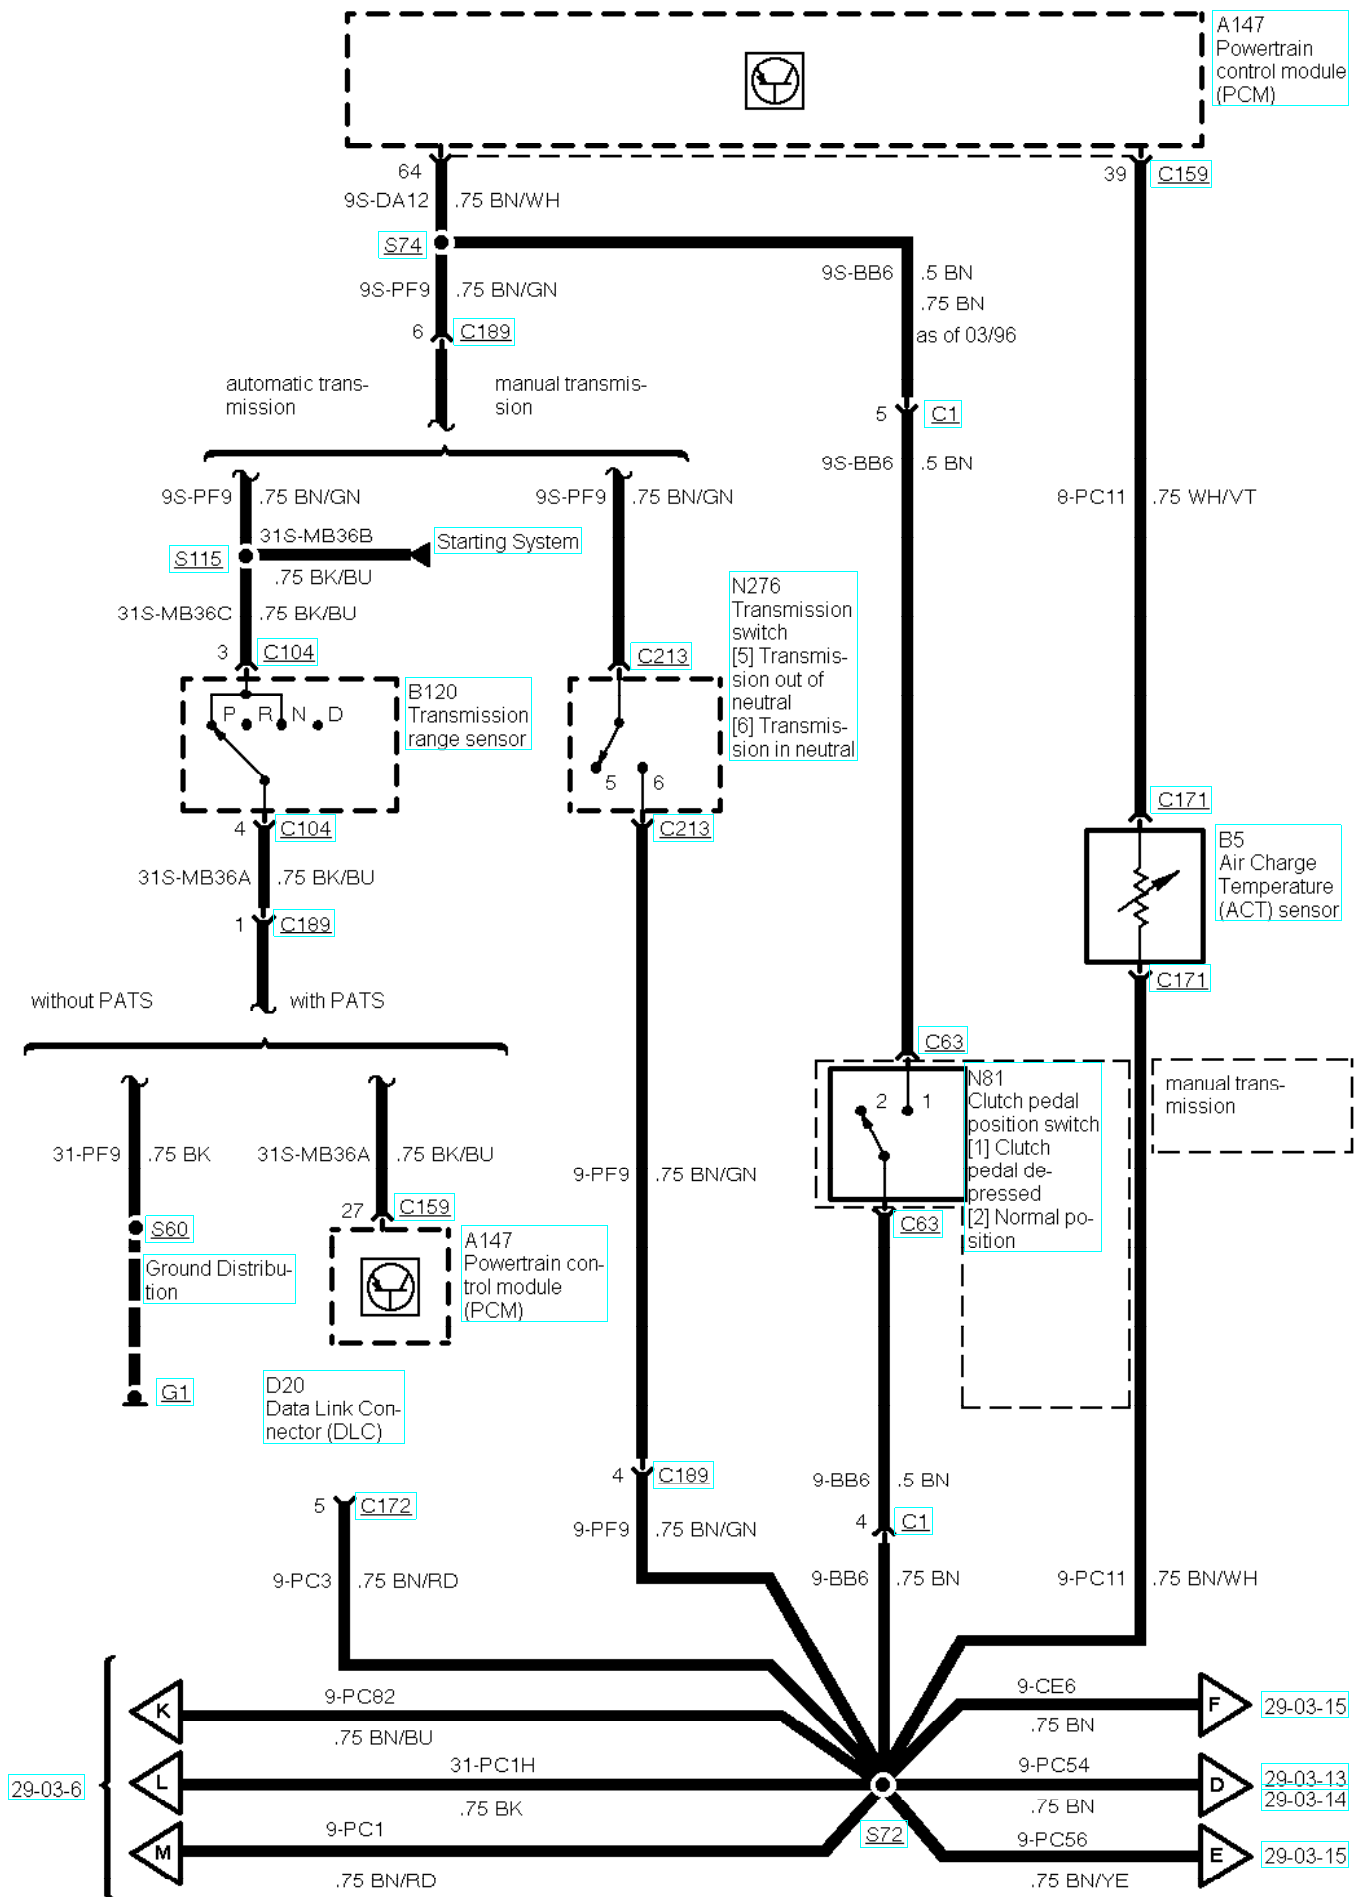 A147
Powertrain
control module
(PCM)
64
39 C159
9S-DA12 .75 BN/WH
S74
9S-BB6 .5 BN
.75 BN
as of 03/96
9S-PF9 .75 BN/GN
6 C189
automatic trans-
mission
manual transmis-
sion
5 C1
9S-BB6 .5 BN
9S-PF9 .75 BN/GN
9S-PF9 .75 BN/GN
8-PC11 .75 WH/VT
31S-MB36B
S115
Starting System
.75 BK/BU
31S-MB36C .75 BK/BU
3 C104
C213
N276
Transmission
switch
[5] Transmis-
sion out of
neutral
[6] Transmis-
sion in neutral
P R N D
B120
Transmission
range sensor
5 6
4 C104
C213
C171
B5
Air Charge
Temperature
(ACT) sensor
31S-MB36A .75 BK/BU
1 C189
C171
without PATS
with PATS
C63
N81
Clutch pedal
position switch
[1] Clutch
pedal de-
pressed
[2] Normal po-
sition
2 1
manual trans-
mission
31-PF9 .75 BK
31S-MB36A .75 BK/BU
9-PF9 .75 BN/GN
27 C159
C63
S60
Ground Distribu-
tion
A147
Powertrain con-
trol module
(PCM)
G1
D20
Data Link Con-
nector (DLC)
4 C189
9-BB6 .5 BN
5 C172
4 C1
9-PF9 .75 BN/GN
9-PC3 .75 BN/RD
9-BB6 .75 BN
9-PC11 .75 BN/WH
K
9-PC82
.75 BN/BU
9-CE6
.75 BN
F
29-03-15
29-03-6
L
31-PC1H
.75 BK
9-PC54
.75 BN
D
29-03-13
29-03-14
M
9-PC1
.75 BN/RD
S72
9-PC56
.75 BN/YE
E
29-03-15